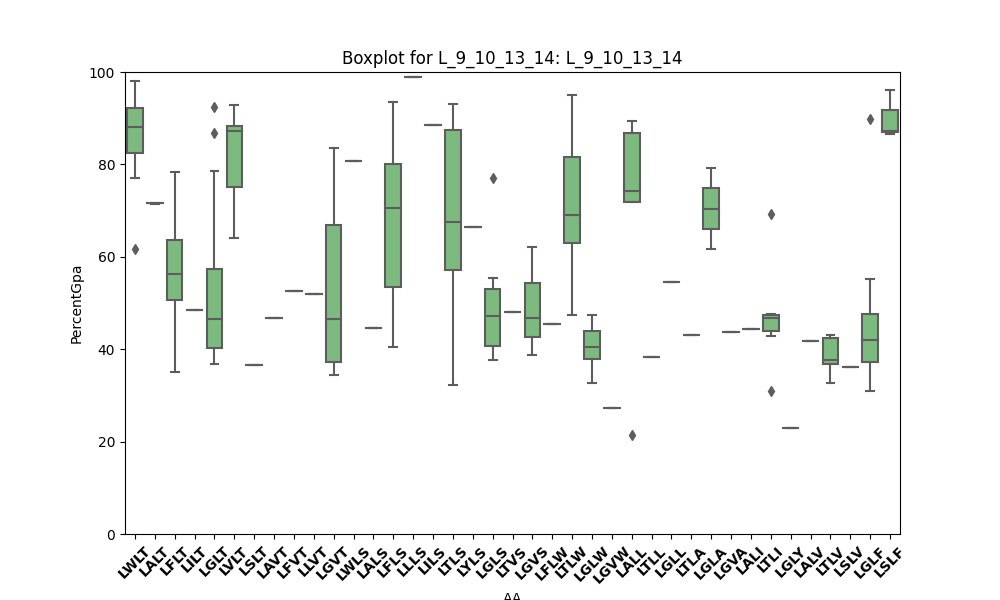 Boxplot for L_9_10_13_14: L_9_10_13_14
100
80
60
40
20
0
PercentGpa
LWLT LALT LFLT LILT LGLT LVLT LSLT LAVT LFVT LLVT LGVT LWLS LALS LFLS LLLS LILS LTLS LYLS LGLS LTVS LGVS LFLW LTLW LGLW LGVW LALL LTLL LGLL LTLA LGLA LGVA LALI LTLI LGLY LALV LTLV LSLV LGLF LSLF
AA